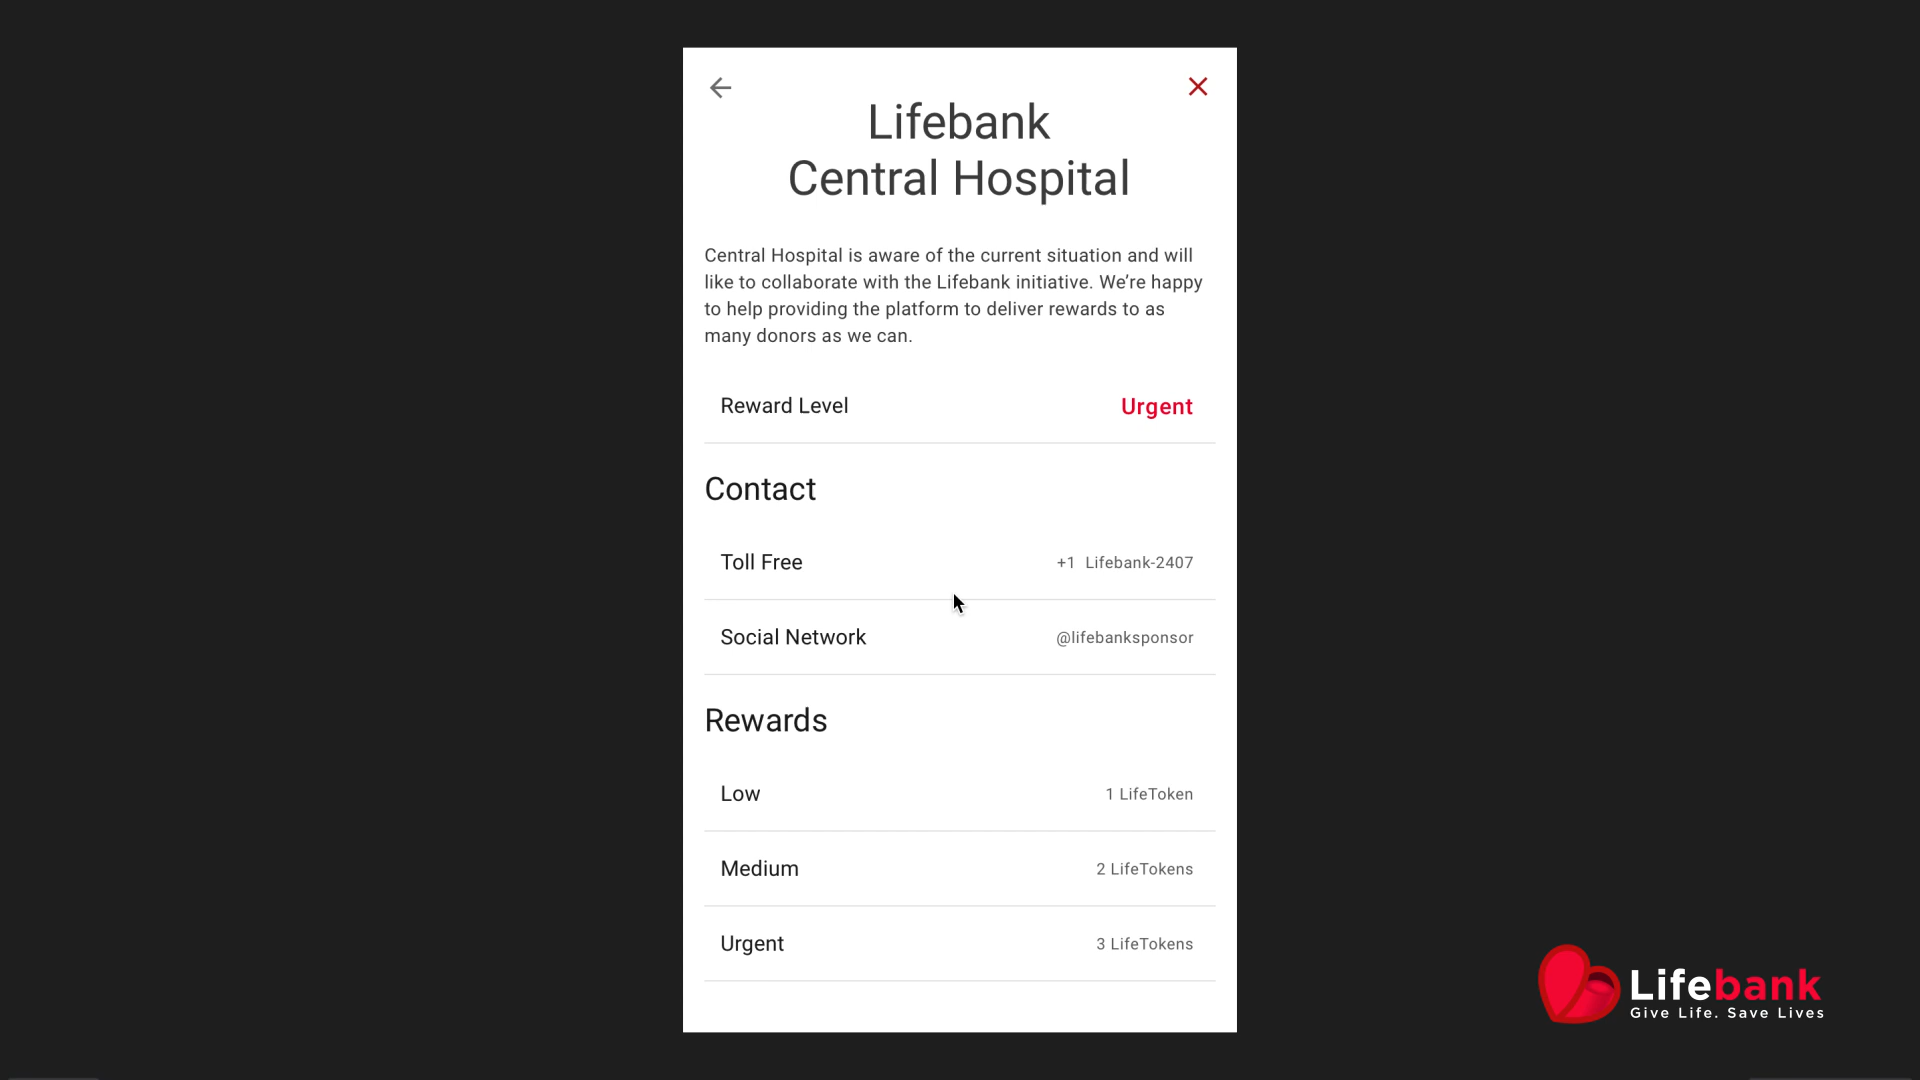 Lifebank
Central Hospital
Central Hospital is aware of the current situation and will
like to collaborate with the Lifebank initiative. We’re happy
to help providing the platform to deliver rewards to as
many donors as we can.
Reward Level Urgent
Contact
Toll Free +1 Lifebank-2407
Social Network @lifebanksponsor
Rewards
Low 1 LifeToken
Medium 2 LifeTokens
Urgent 3 LifeTokens
Lifebank
Give Life. Save Lives